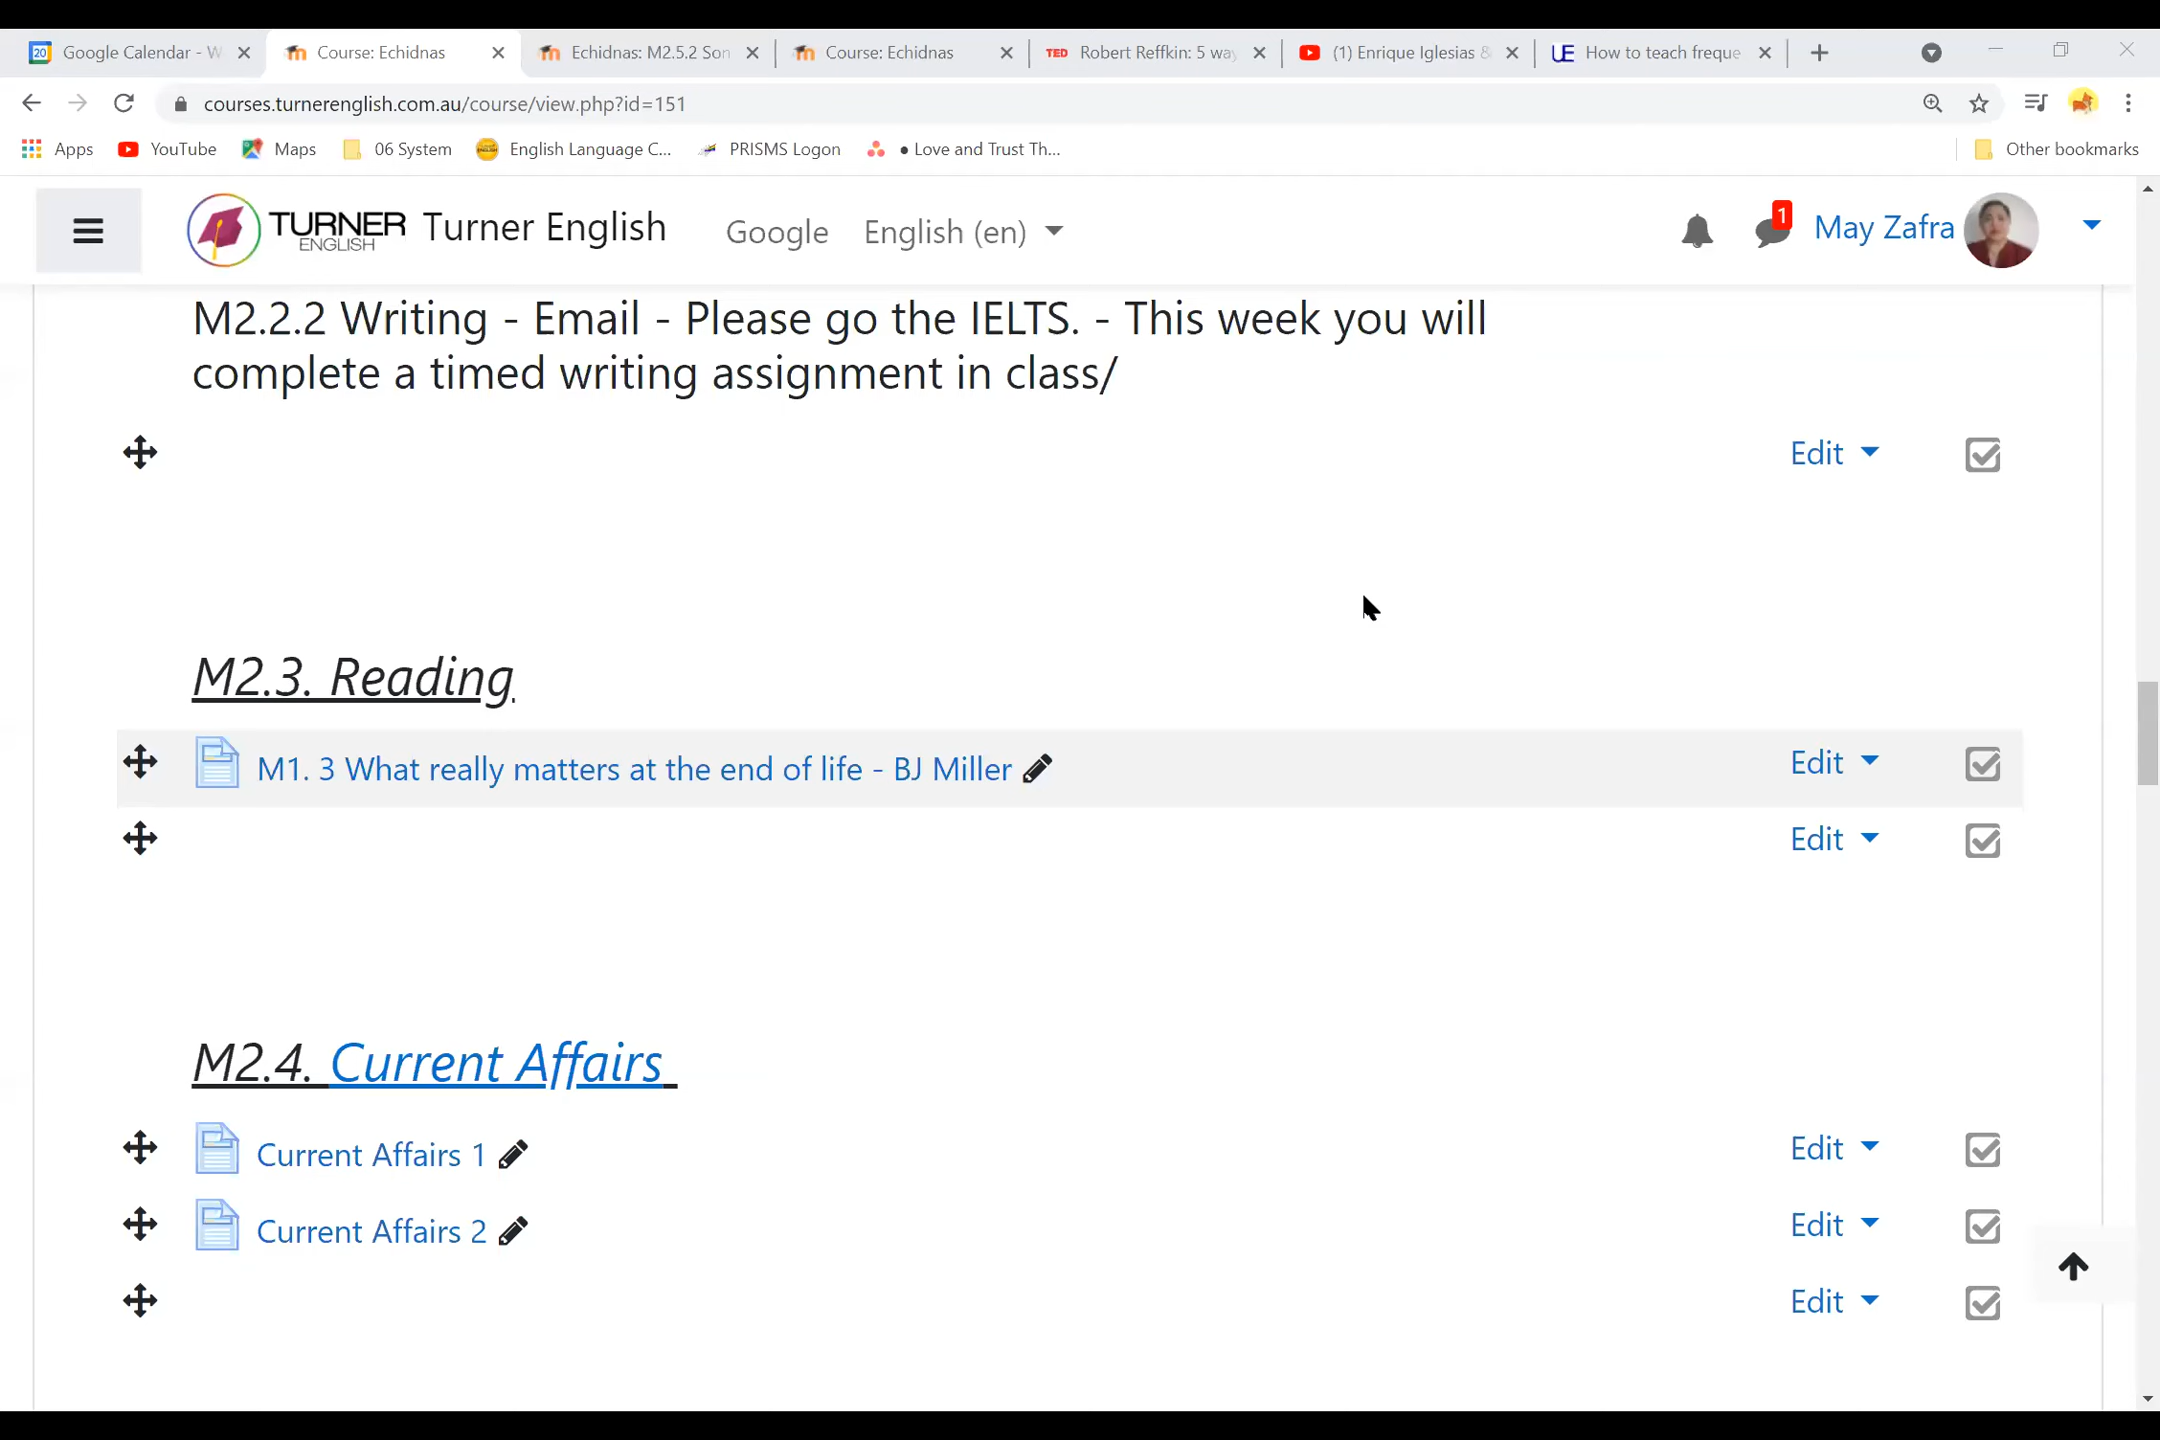 Google Calendar - W
Course: Echidnas
Echidnas: M2.5.2 Son
Course: Echidnas
TED Robert Reffkin: 5 way
(1) Enrique Iglesias &
UE How to teach freque
courses.turnerenglish.com.au/course/view.php?id=151
Apps YouTube Maps 06 System English Language C... PRISMS Logon • Love and Trust Th... Other bookmarks
TURNER ENGLISH
Turner English
Google
English (en)
1
May Zafra
M2.2.2 Writing - Email - Please go the IELTS. - This week you will
complete a timed writing assignment in class/
Edit
M2.3. Reading
M1. 3 What really matters at the end of life - BJ Miller Edit
Edit
M2.4. Current Affairs
Current Affairs 1 Edit
Current Affairs 2 Edit
Edit